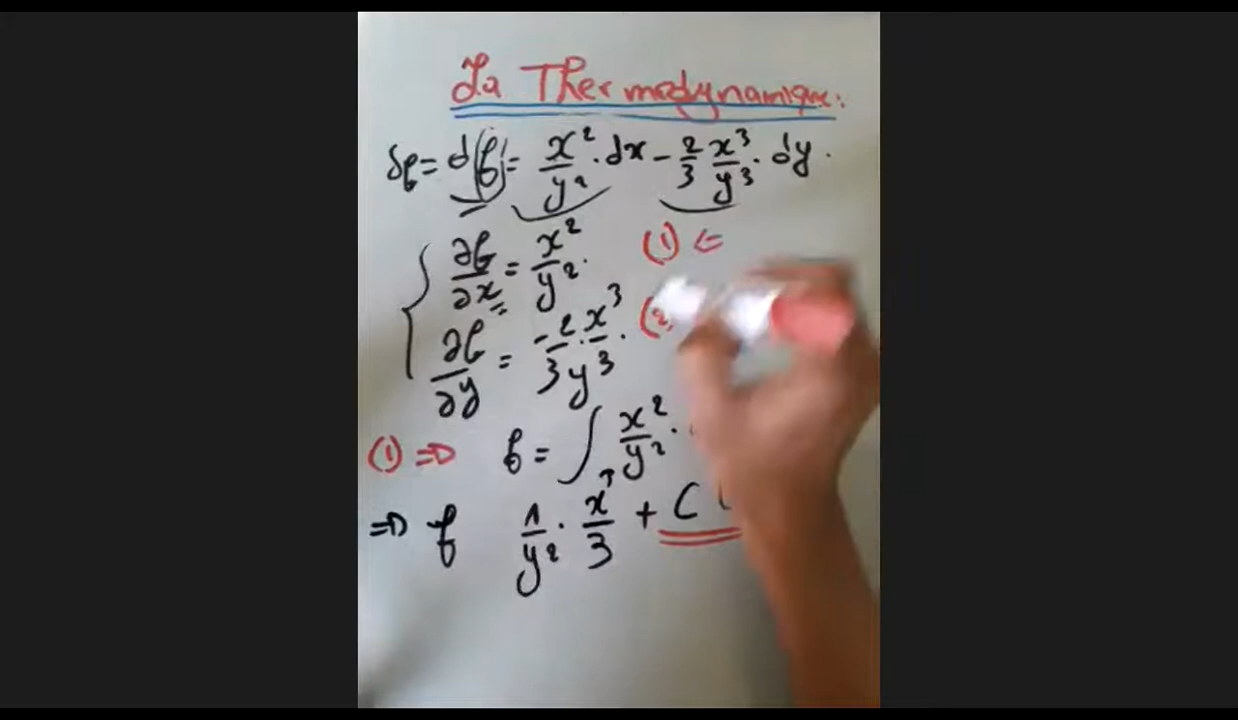 La Thermodynamique:
δf = d(f) = x²/y² · dx − 2/3 x³/y³ · dy .
∂f/∂x = x²/y² . (1) ⇐
∂f/∂y = −2/3 · x³/y³ . (2)
(1) ⇒ f = ∫ x²/y² ·
⇒ f 1/y² · x³/3 + C (